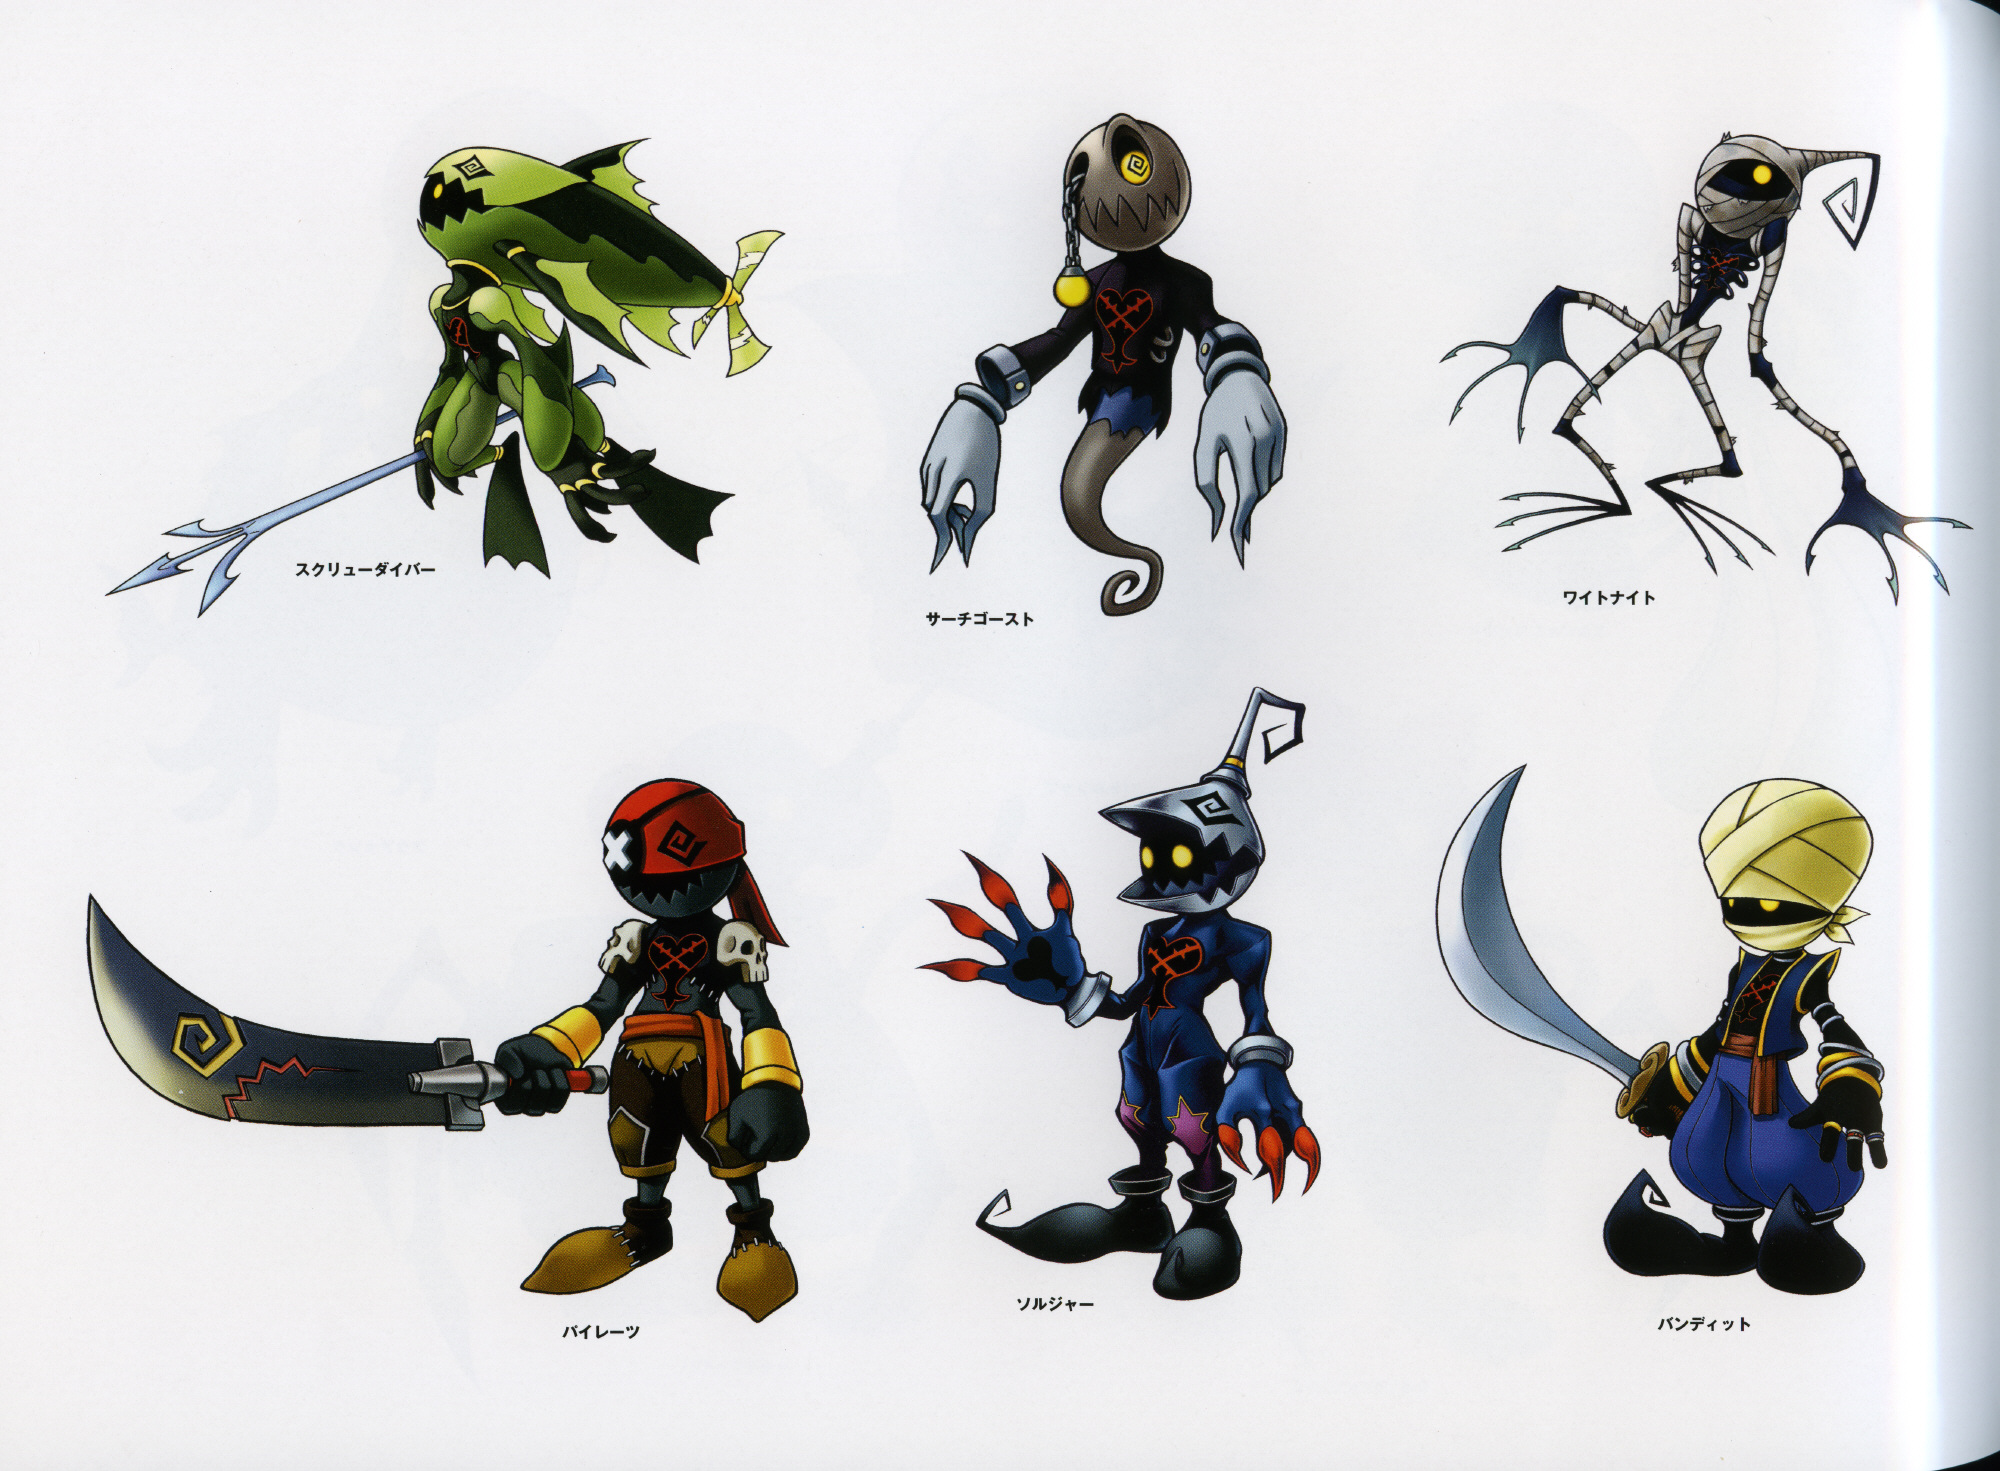 スクリューダイバー
サーチゴースト
ワイトナイト
パイレーツ
ソルジャー
バンディット